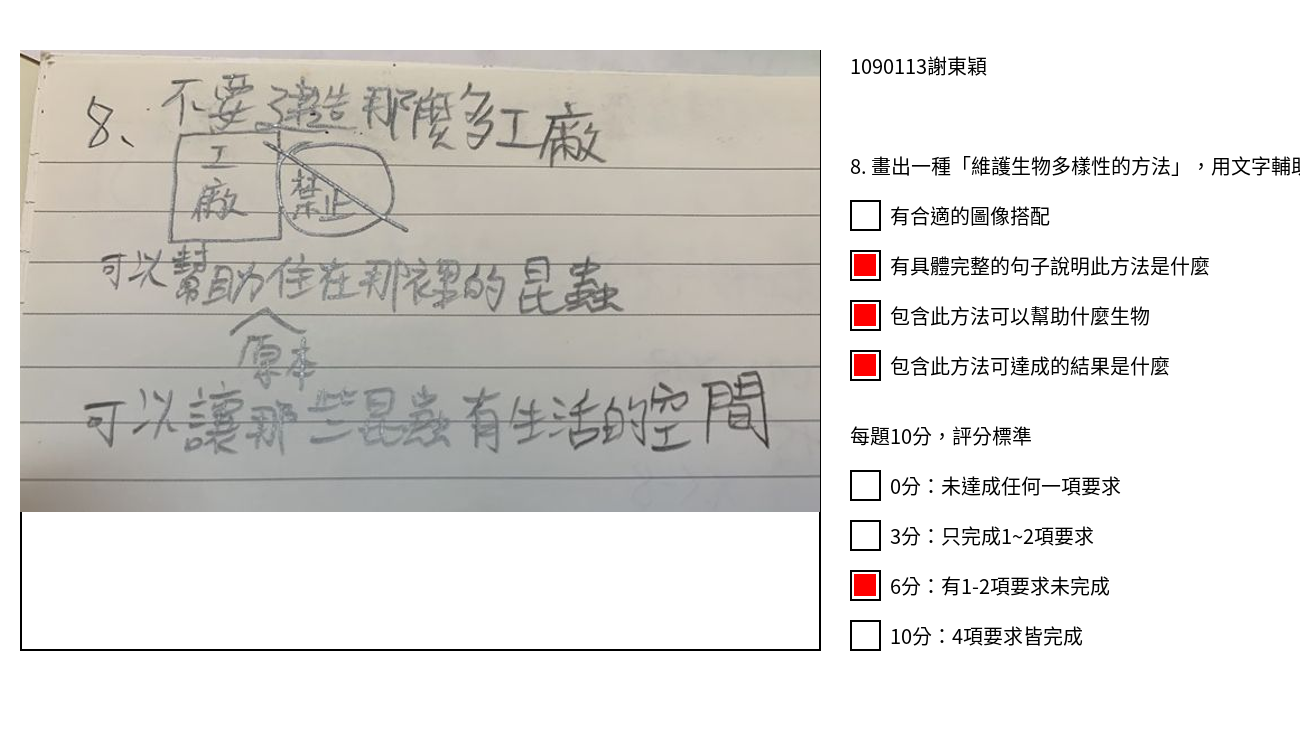 8、不要建造那麼多工廠
工廠
禁止
可以幫助住在那裡的昆蟲
原本
可以讓那些昆蟲有生活的空間
1090113謝東穎
8. 畫出一種「維護生物多樣性的方法」，用文字輔助
有合適的圖像搭配
有具體完整的句子說明此方法是什麼
包含此方法可以幫助什麼生物
包含此方法可達成的結果是什麼
每題10分，評分標準
0分：未達成任何一項要求
3分：只完成1~2項要求
6分：有1-2項要求未完成
10分：4項要求皆完成